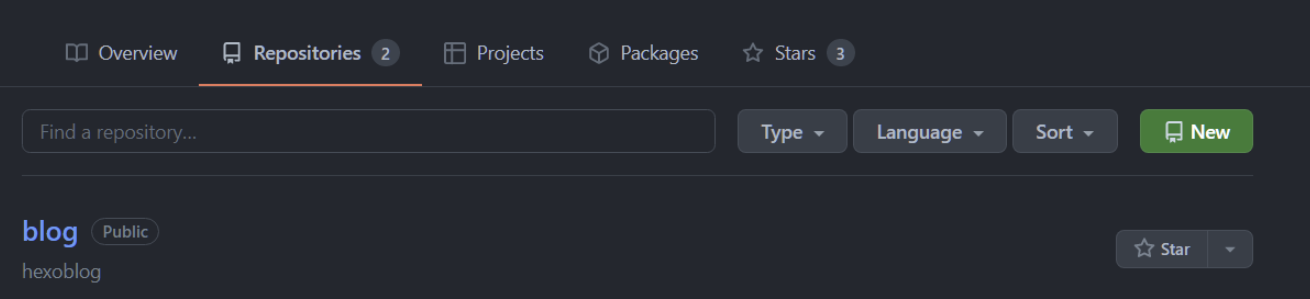 Overview Repositories 2 Projects Packages Stars 3
Find a repository... Type Language Sort New
blog Public
Star
hexoblog